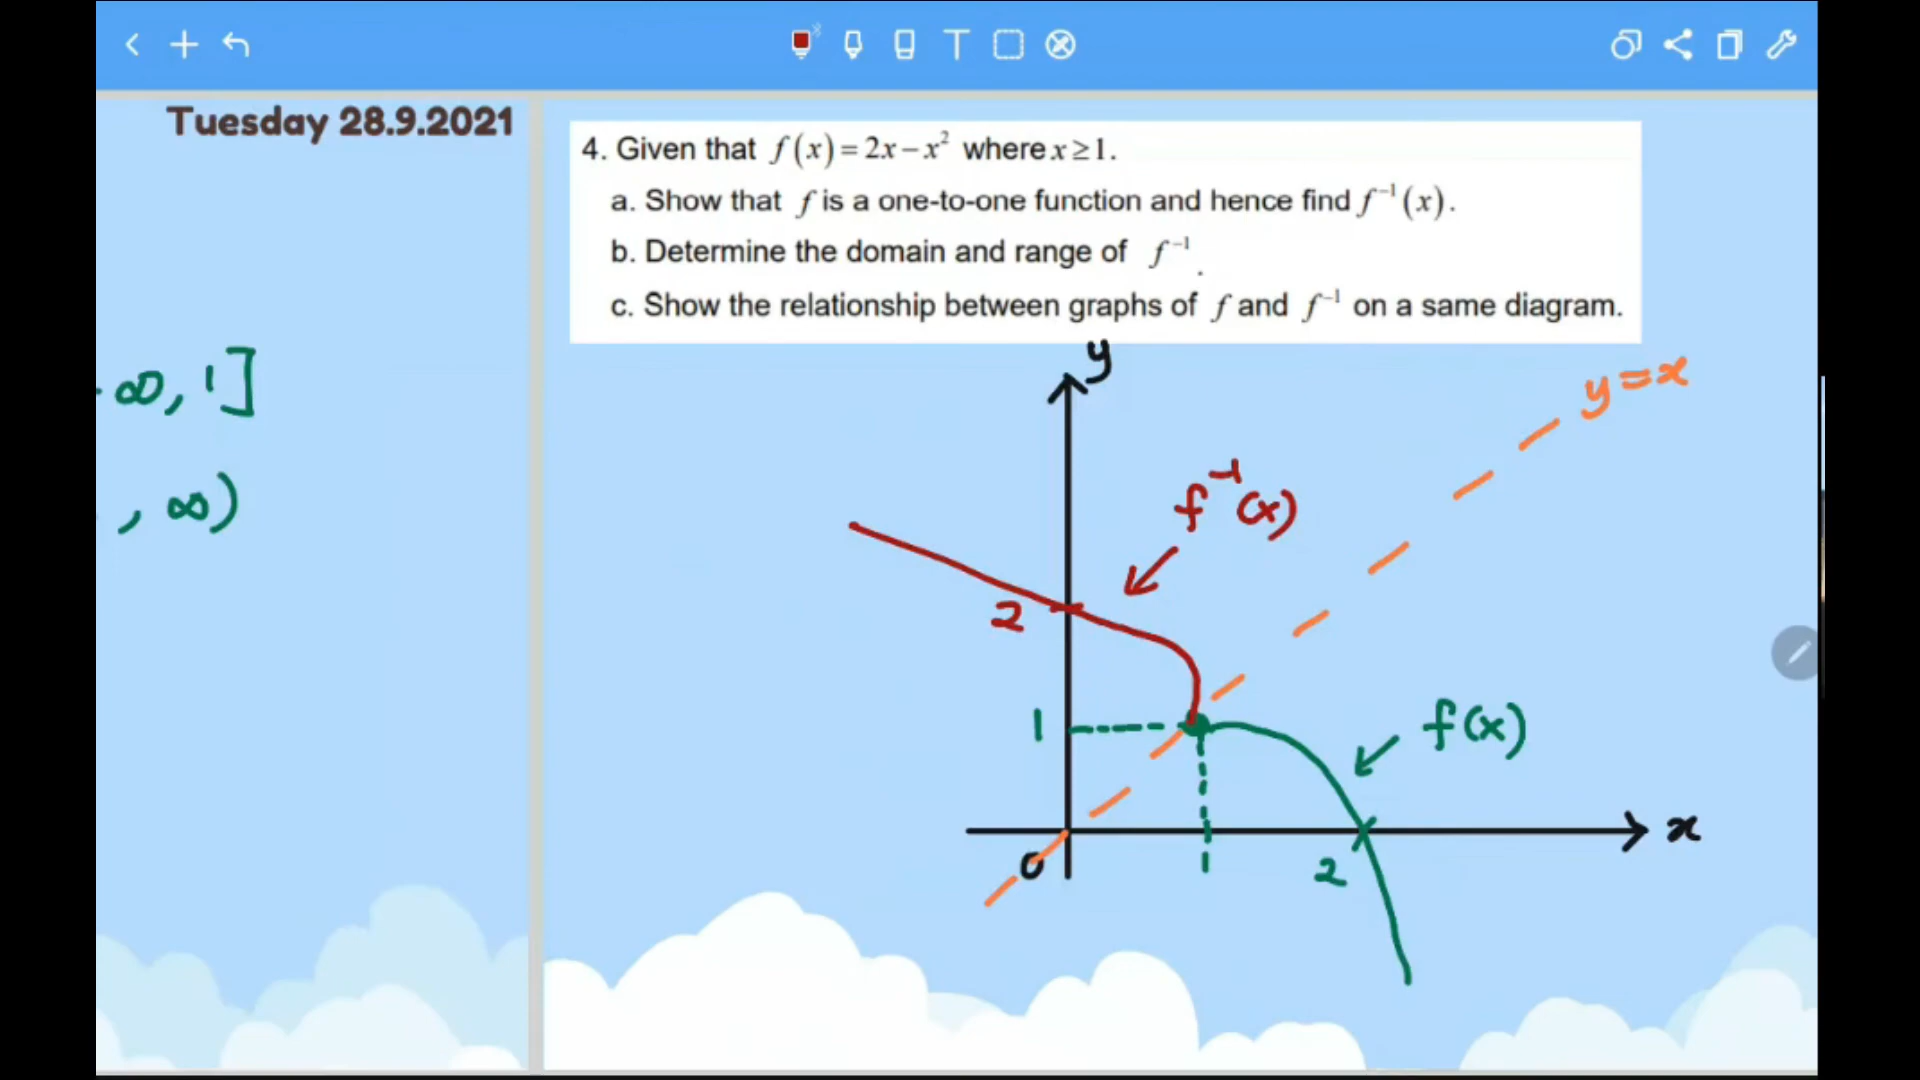 Tuesday 28.9.2021
∞, 1]
, ∞)
4. Given that f(x) = 2x − x² where x ≥ 1.
a. Show that f is a one-to-one function and hence find f⁻¹(x).
b. Determine the domain and range of f⁻¹.
c. Show the relationship between graphs of f and f⁻¹ on a same diagram.
y
y=x
f⁻¹(x)
2
1
f(x)
x
0
1
2